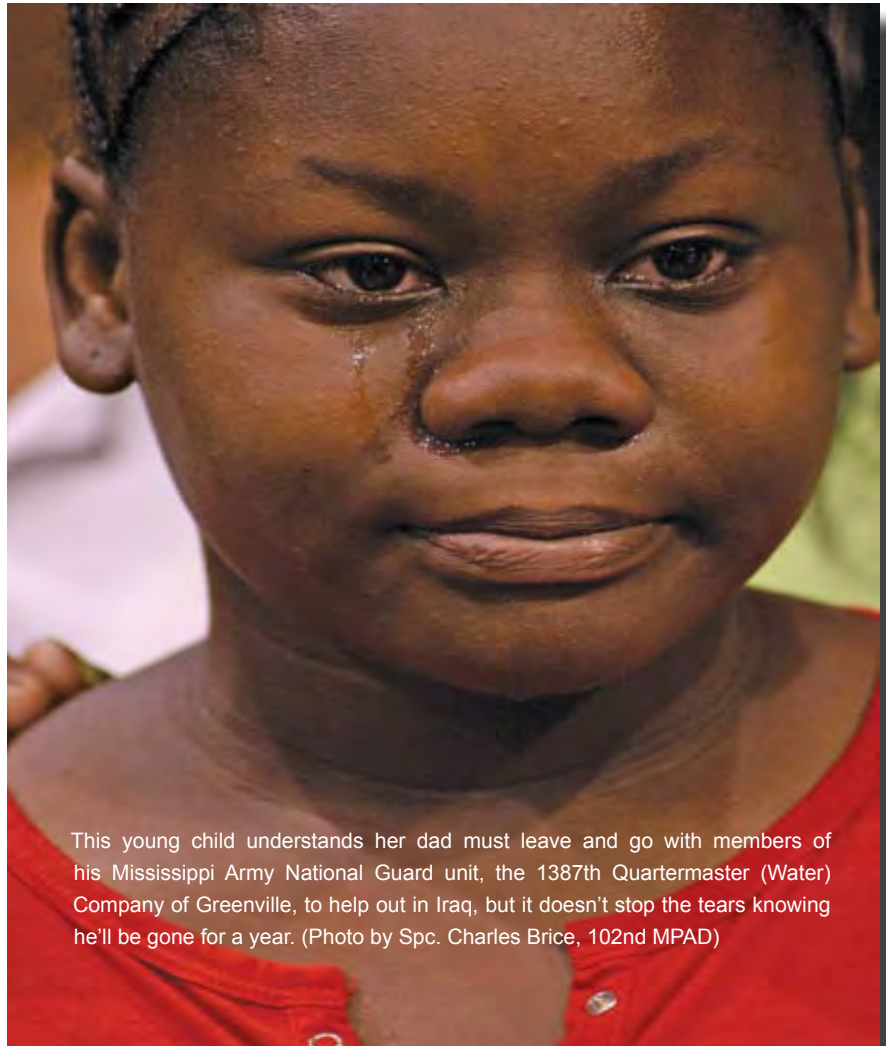 This young child understands her dad must leave and go with members of
his Mississippi Army National Guard unit, the 1387th Quartermaster (Water)
Company of Greenville, to help out in Iraq, but it doesn’t stop the tears knowing
he’ll be gone for a year. (Photo by Spc. Charles Brice, 102nd MPAD)